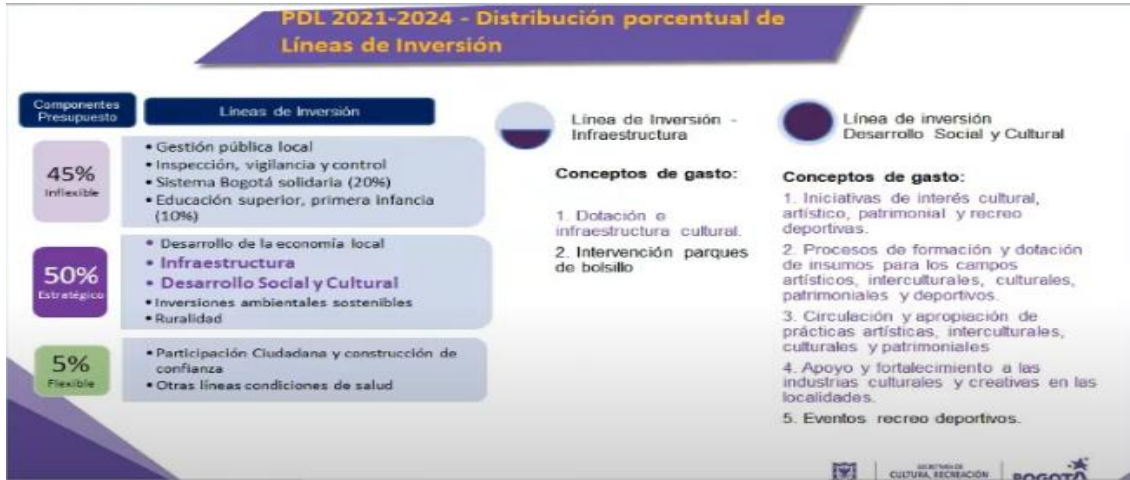 PDL 2021-2024 - Distribución porcentual de
Líneas de Inversión
Componentes
Presupuesto
Líneas de Inversión
45%
Inflexible
• Gestión pública local
• Inspección, vigilancia y control
• Sistema Bogotá solidaria (20%)
• Educación superior, primera infancia
(10%)
50%
Estratégico
• Desarrollo de la economía local
• Infraestructura
• Desarrollo Social y Cultural
• Inversiones ambientales sostenibles
• Ruralidad
5%
Flexible
• Participación Ciudadana y construcción de
confianza
• Otras líneas condiciones de salud
Línea de Inversión -
Infraestructura
Conceptos de gasto:
1. Dotación e
infraestructura cultural.
2. Intervención parques
de bolsillo
Línea de inversión
Desarrollo Social y Cultural
Conceptos de gasto:
1. Iniciativas de interés cultural,
artístico, patrimonial y recreo
deportivas.
2. Procesos de formación y dotación
de insumos para los campos
artísticos, interculturales, culturales,
patrimoniales y deportivos.
3. Circulación y apropiación de
prácticas artísticas, interculturales,
culturales y patrimoniales
4. Apoyo y fortalecimiento a las
industrias culturales y creativas en las
localidades.
5. Eventos recreo deportivos.
SECRETARÍA DE
CULTURA, RECREACIÓN
BOGOTÁ